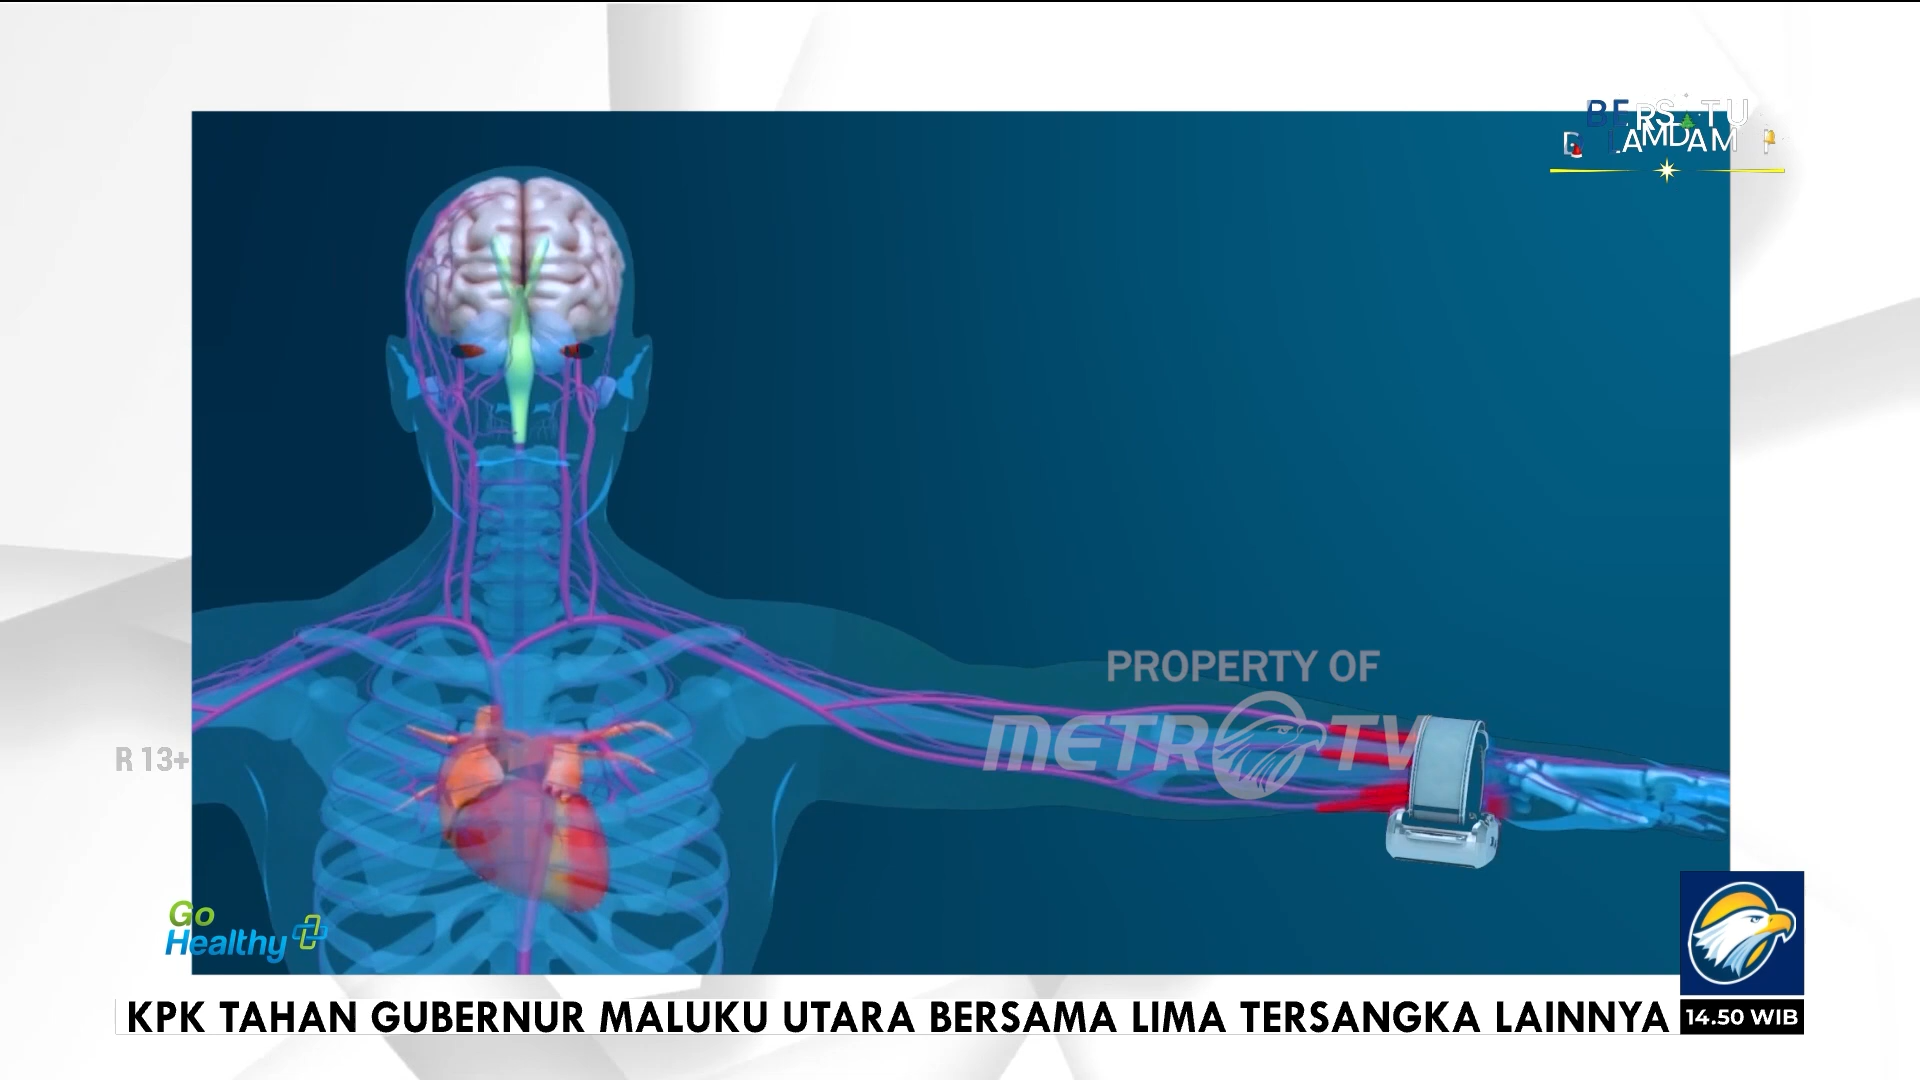 BERSATU
PROPERTY OF
METRO TV
R 13+
Go
Healthy
KPK TAHAN GUBERNUR MALUKU UTARA BERSAMA LIMA TERSANGKA LAINNYA
14.50 WIB